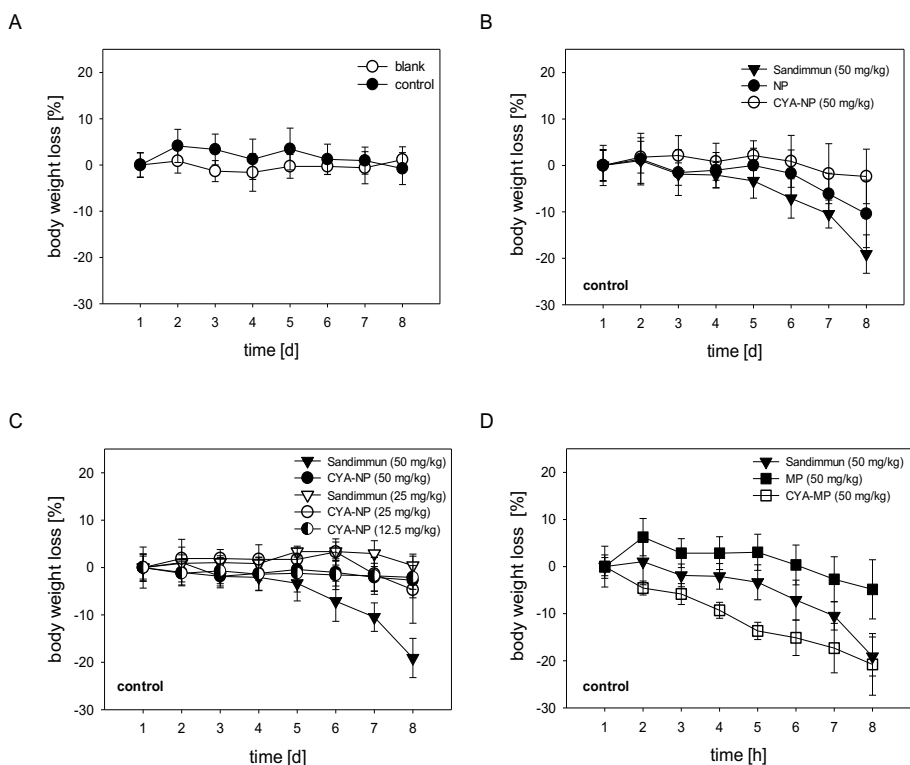 A
blank
control
20
10
0
-10
-20
-30
body weight loss [%]
1 2 3 4 5 6 7 8
time [d]
B
Sandimmun (50 mg/kg)
NP
CYA-NP (50 mg/kg)
20
10
0
-10
-20
-30
body weight loss [%]
control
1 2 3 4 5 6 7 8
time [d]
C
Sandimmun (50 mg/kg)
CYA-NP (50 mg/kg)
Sandimmun (25 mg/kg)
CYA-NP (25 mg/kg)
CYA-NP (12.5 mg/kg)
20
10
0
-10
-20
-30
body weight loss [%]
control
1 2 3 4 5 6 7 8
time [d]
D
Sandimmun (50 mg/kg)
MP (50 mg/kg)
CYA-MP (50 mg/kg)
20
10
0
-10
-20
-30
body weight loss [%]
control
1 2 3 4 5 6 7 8
time [h]